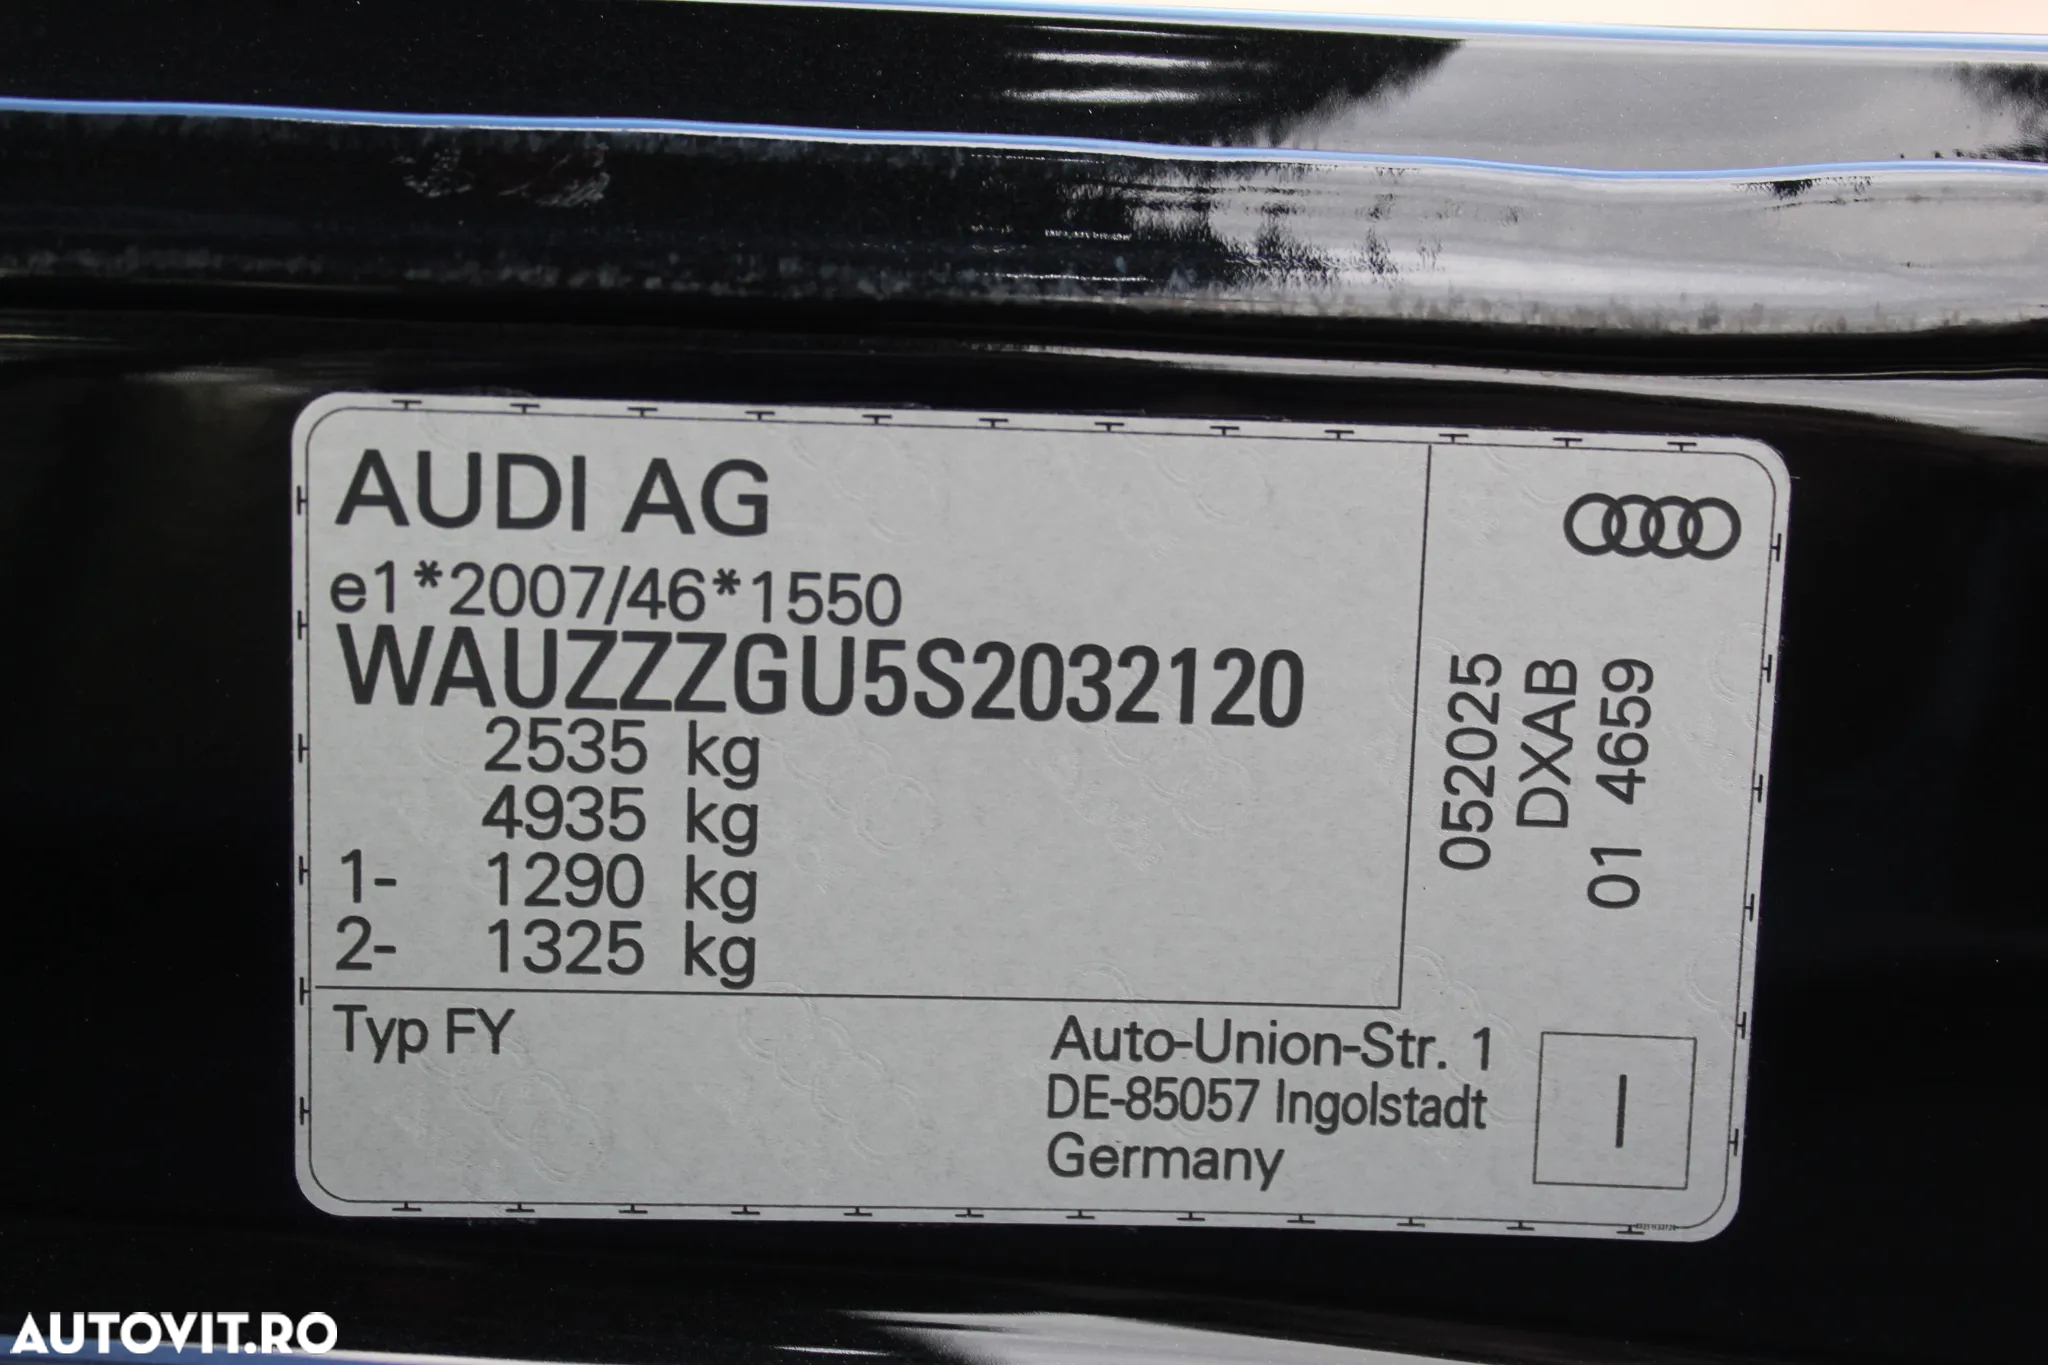 AUDI AG
e1*2007/46*1550
WAUZZZGU5S2032120
2535 kg
4935 kg
1- 1290 kg
2- 1325 kg
Typ FY
Auto-Union-Str. 1
DE-85057 Ingolstadt
Germany
052025
DXAB
01 4659
I
AUTOVIT.RO